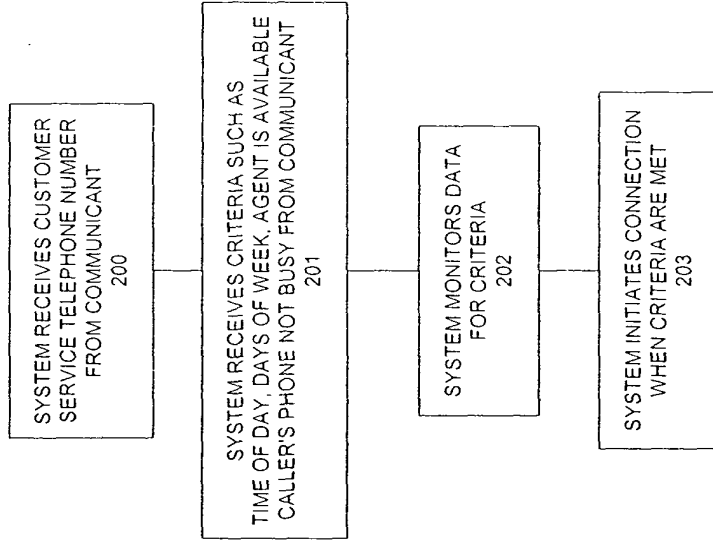 SYSTEM RECEIVES CUSTOMER
SERVICE TELEPHONE NUMBER
FROM COMMUNICANT
200
SYSTEM RECEIVES CRITERIA SUCH AS
TIME OF DAY, DAYS OF WEEK, AGENT IS AVAILABLE
CALLER'S PHONE NOT BUSY FROM COMMUNICANT
201
SYSTEM MONITORS DATA
FOR CRITERIA
202
SYSTEM INITIATES CONNECTION
WHEN CRITERIA ARE MET
203